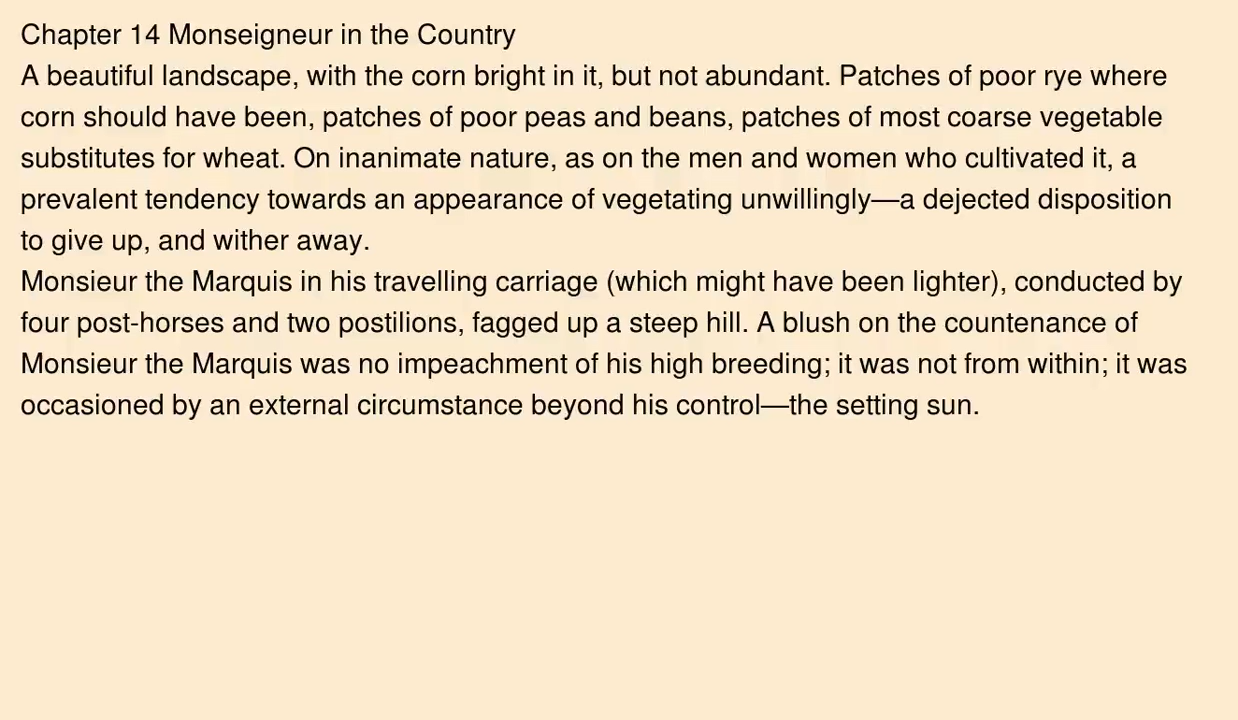 Chapter 14 Monseigneur in the Country
A beautiful landscape, with the corn bright in it, but not abundant. Patches of poor rye where
corn should have been, patches of poor peas and beans, patches of most coarse vegetable
substitutes for wheat. On inanimate nature, as on the men and women who cultivated it, a
prevalent tendency towards an appearance of vegetating unwillingly—a dejected disposition
to give up, and wither away.
Monsieur the Marquis in his travelling carriage (which might have been lighter), conducted by
four post-horses and two postilions, fagged up a steep hill. A blush on the countenance of
Monsieur the Marquis was no impeachment of his high breeding; it was not from within; it was
occasioned by an external circumstance beyond his control—the setting sun.